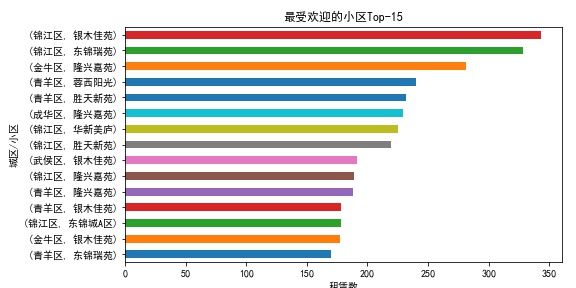 最受欢迎的小区Top-15
(锦江区, 银木佳苑)
(锦江区, 东锦瑞苑)
(金牛区, 隆兴嘉苑)
(青羊区, 蓉西阳光)
(青羊区, 胜天新苑)
(成华区, 隆兴嘉苑)
(锦江区, 华新美庐)
(锦江区, 胜天新苑)
(武侯区, 银木佳苑)
(锦江区, 隆兴嘉苑)
(青羊区, 隆兴嘉苑)
(青羊区, 银木佳苑)
(锦江区, 东锦城A区)
(金牛区, 银木佳苑)
(青羊区, 东锦瑞苑)
城区/小区
0 50 100 150 200 250 300 350
租赁数